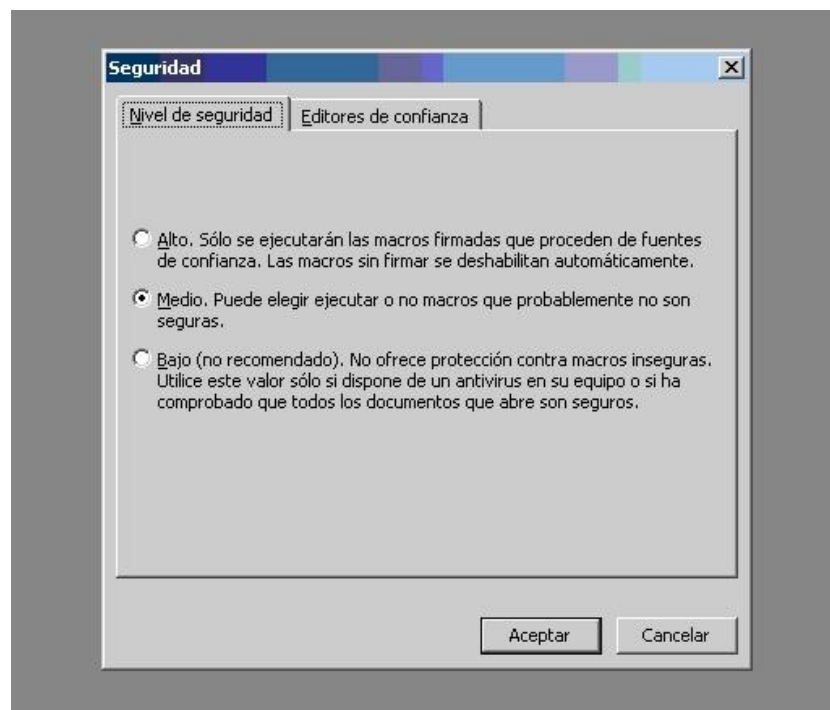 Seguridad
Nivel de seguridad
Editores de confianza
Alto. Sólo se ejecutarán las macros firmadas que proceden de fuentes
de confianza. Las macros sin firmar se deshabilitan automáticamente.
Medio. Puede elegir ejecutar o no macros que probablemente no son
seguras.
Bajo (no recomendado). No ofrece protección contra macros inseguras.
Utilice este valor sólo si dispone de un antivirus en su equipo o si ha
comprobado que todos los documentos que abre son seguros.
Aceptar
Cancelar